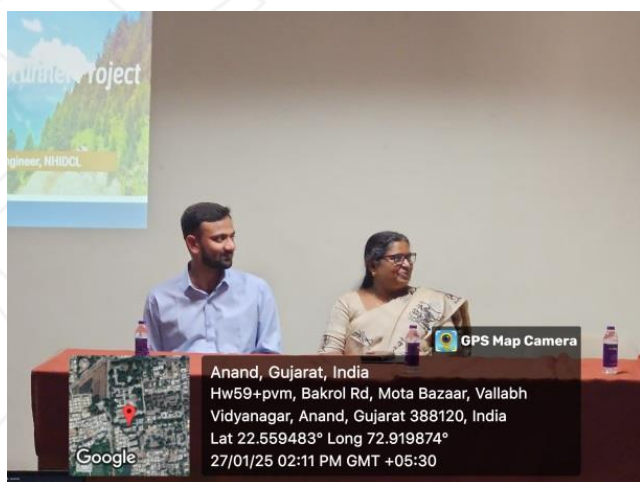 Tunnel Project
ngineer, NHIDCL
GPS Map Camera
Anand, Gujarat, India
Hw59+pvm, Bakrol Rd, Mota Bazaar, Vallabh
Vidyanagar, Anand, Gujarat 388120, India
Lat 22.559483° Long 72.919874°
27/01/25 02:11 PM GMT +05:30
Google